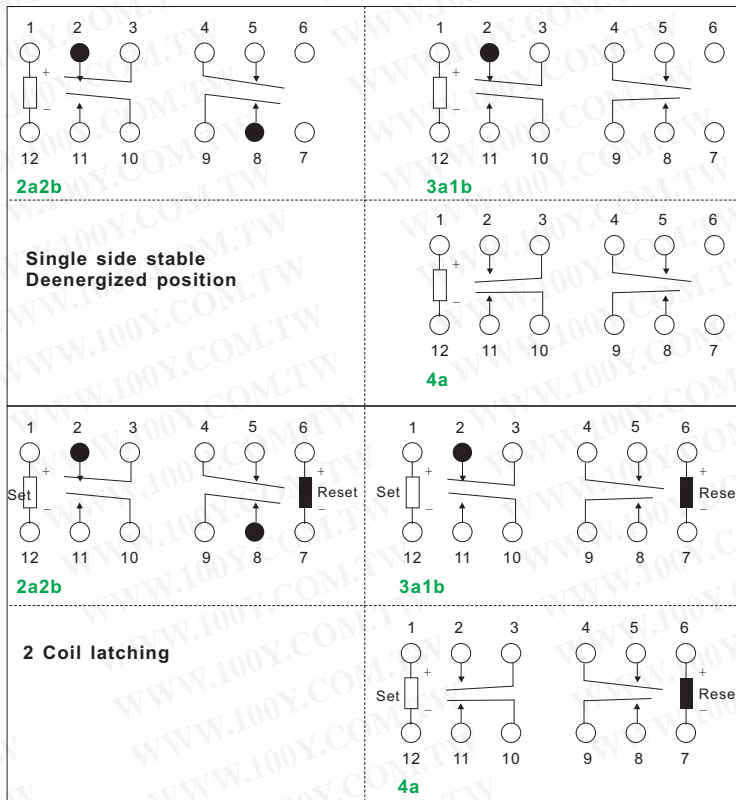 1 2 3 4 5 6
+
−
12 11 10 9 8 7
2a2b
1 2 3 4 5 6
+
−
12 11 10 9 8 7
3a1b
Single side stable
Deenergized position
1 2 3 4 5 6
+
−
12 11 10 9 8 7
4a
1 2 3 4 5 6
+ +
Set Reset
− −
12 11 10 9 8 7
2a2b
1 2 3 4 5 6
+ +
Set Rese
− −
12 11 10 9 8 7
3a1b
2 Coil latching
1 2 3 4 5 6
+ +
Set Rese
− −
12 11 10 9 8 7
4a
WWW.100Y.COM.TW